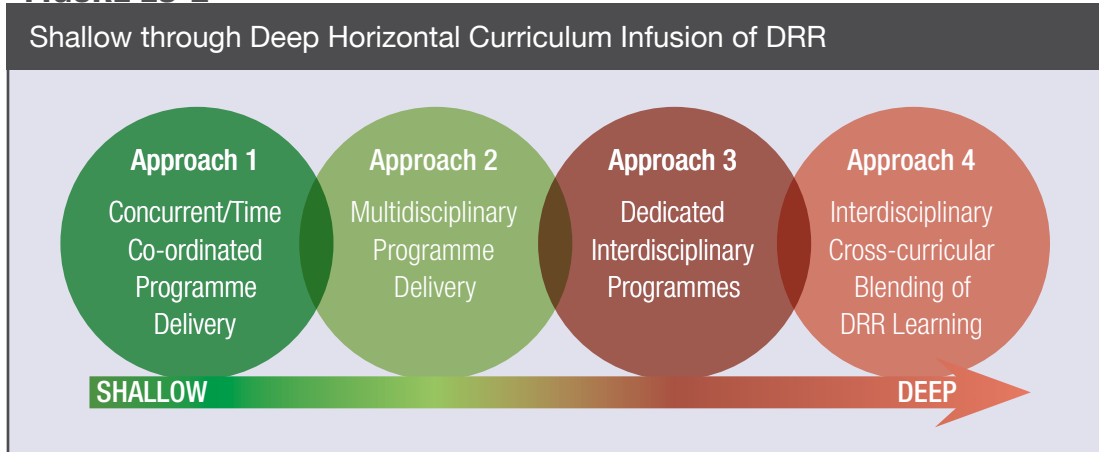 Shallow through Deep Horizontal Curriculum Infusion of DRR
Approach 1
Concurrent/Time
Co-ordinated
Programme
Delivery
Approach 2
Multidisciplinary
Programme
Delivery
Approach 3
Dedicated
Interdisciplinary
Programmes
Approach 4
Interdisciplinary
Cross-curricular
Blending of
DRR Learning
SHALLOW
DEEP